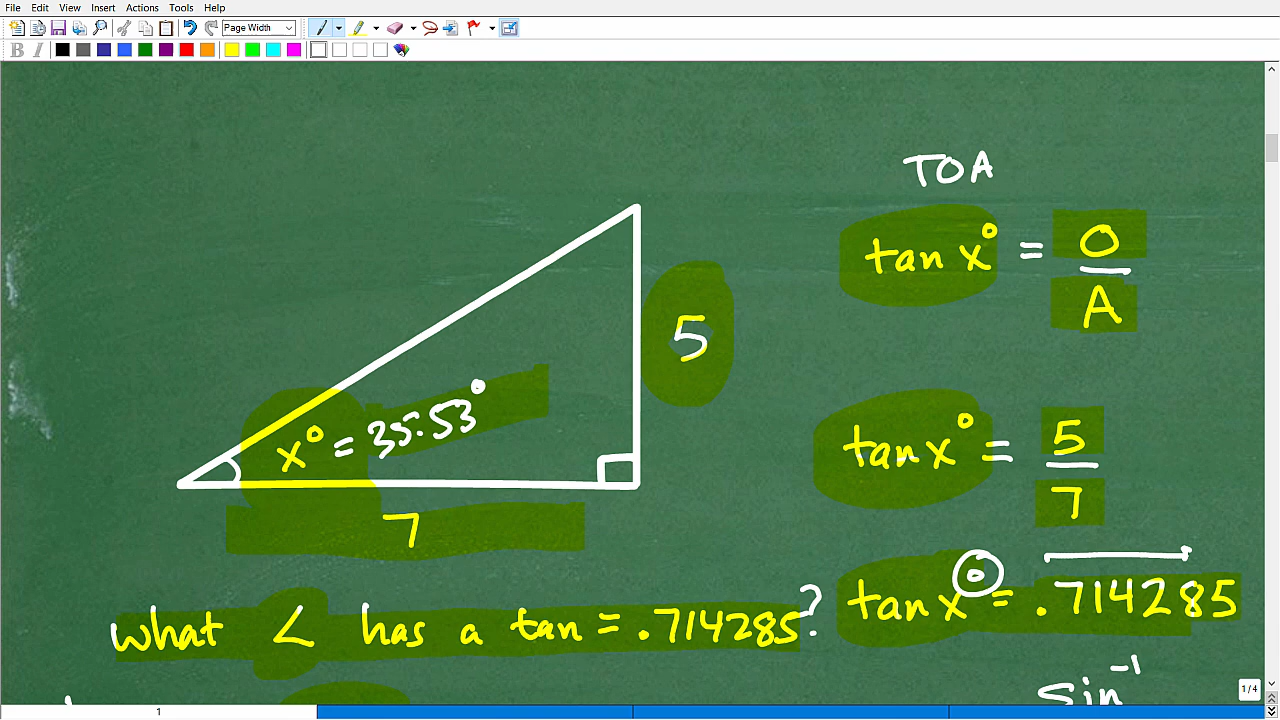 File Edit View Insert Actions Tools Help
Page Width
B I
TOA
tan x° = O/A
5
x° = 35.53°
tan x° = 5/7
7
tan x° = .714285
what < has a tan = .714285?
sin⁻¹
1/4
1